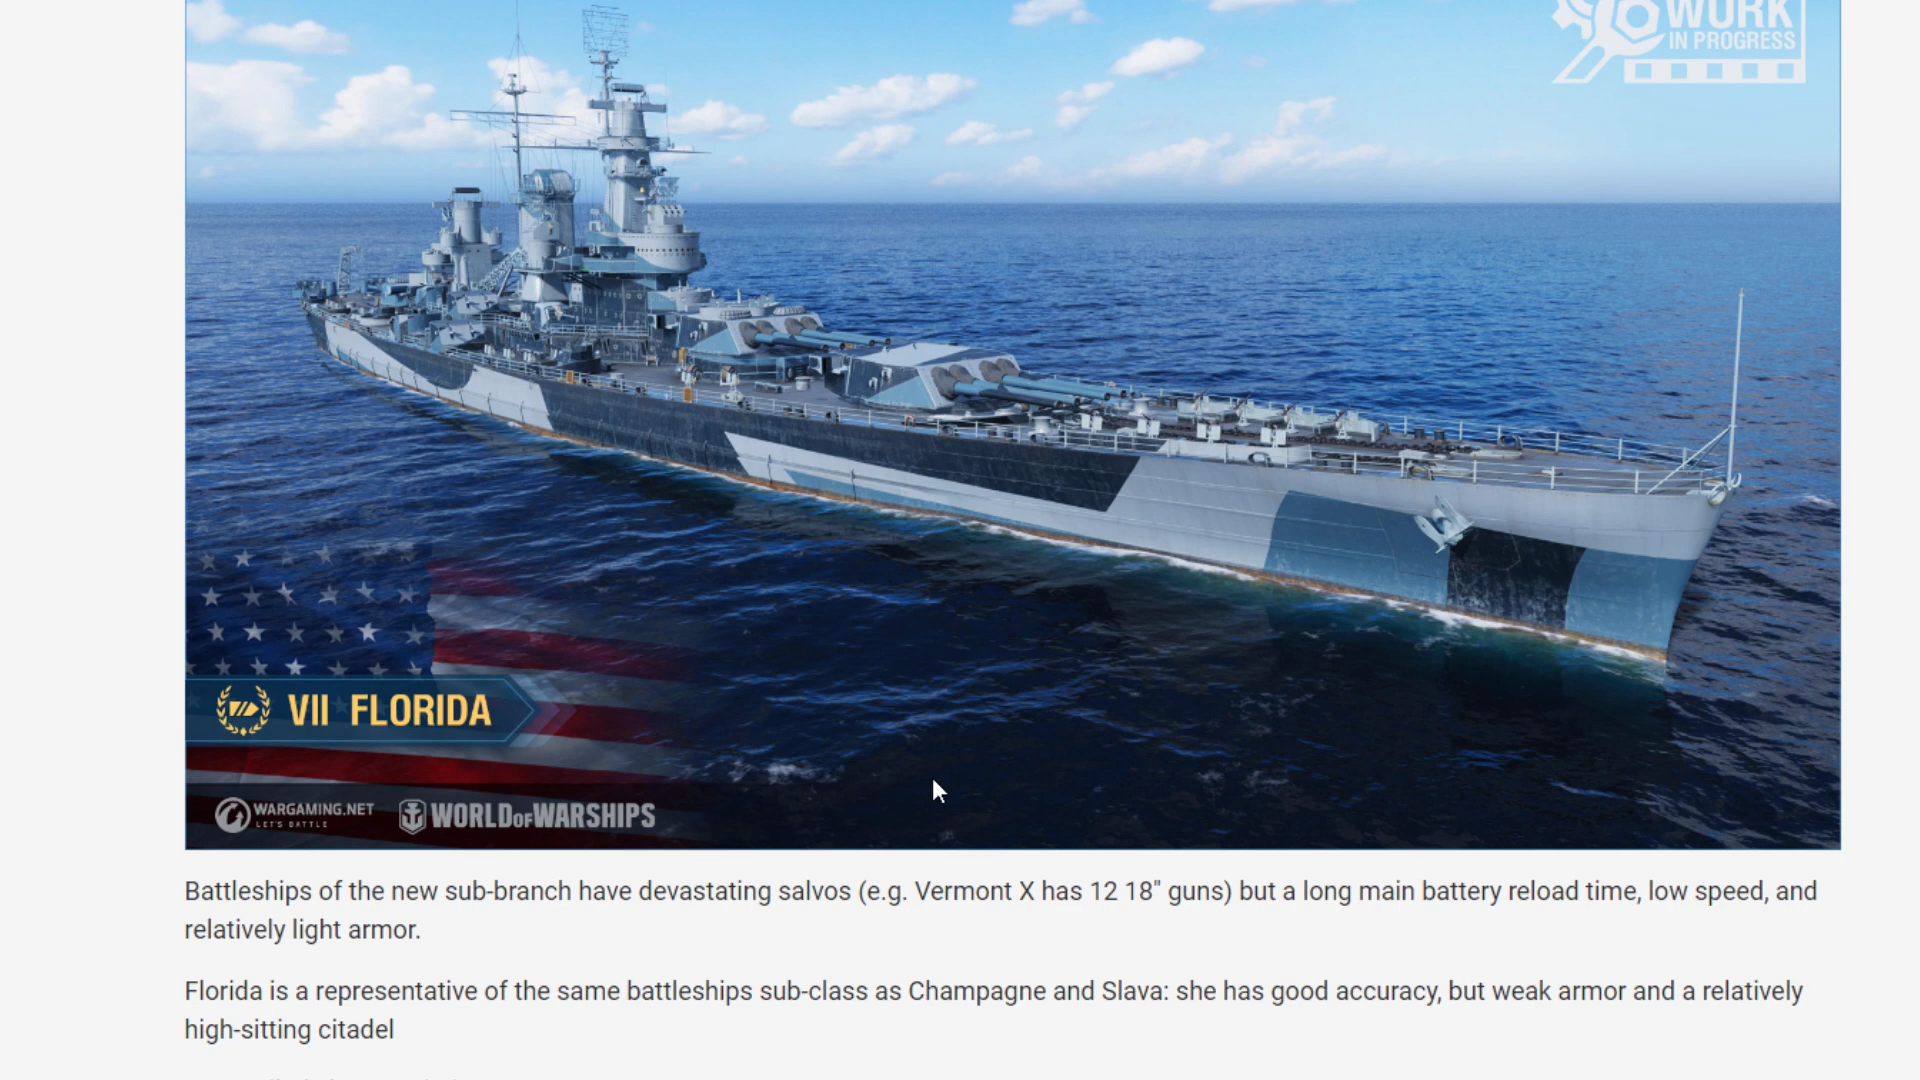 WORK
IN PROGRESS
VII FLORIDA
WARGAMING.NET
LET'S BATTLE
WORLD OF WARSHIPS
Battleships of the new sub-branch have devastating salvos (e.g. Vermont X has 12 18" guns) but a long main battery reload time, low speed, and
relatively light armor.
Florida is a representative of the same battleships sub-class as Champagne and Slava: she has good accuracy, but weak armor and a relatively
high-sitting citadel